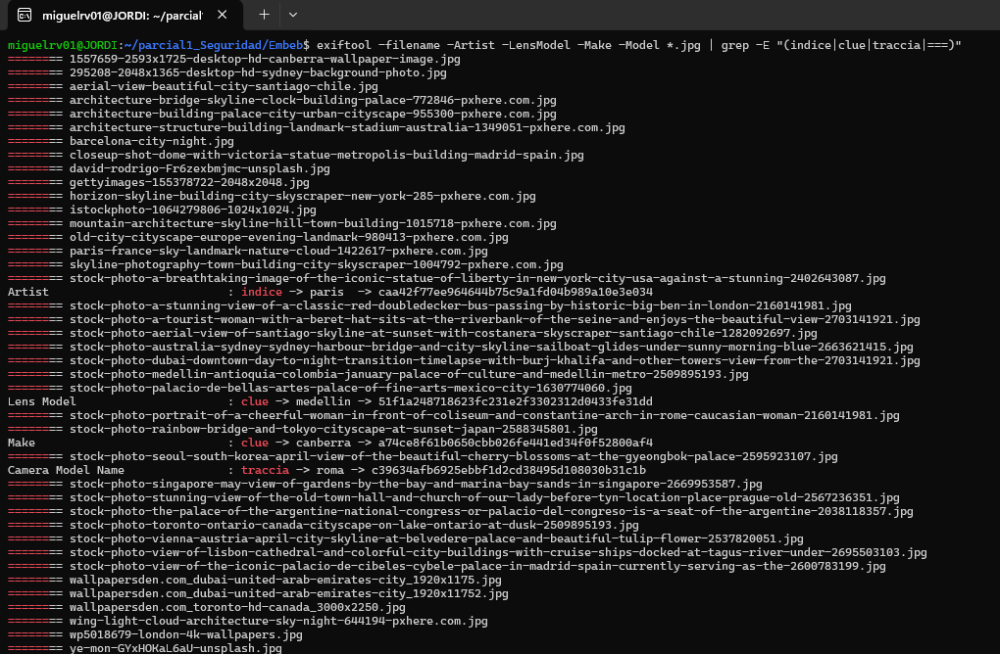 miguelrv01@JORDI: ~/parcial
miguelrv01@JORDI:~/parcial1_Seguridad/Embeb$ exiftool -filename -Artist -LensModel -Make -Model *.jpg | grep -E "(indice|clue|traccia|===)"
======== 1557659-2593x1725-desktop-hd-canberra-wallpaper-image.jpg
======== 295208-2048x1365-desktop-hd-sydney-background-photo.jpg
======== aerial-view-beautiful-city-santiago-chile.jpg
======== architecture-bridge-skyline-clock-building-palace-772846-pxhere.com.jpg
======== architecture-building-palace-city-urban-cityscape-955300-pxhere.com.jpg
======== architecture-structure-building-landmark-stadium-australia-1349051-pxhere.com.jpg
======== barcelona-city-night.jpg
======== closeup-shot-dome-with-victoria-statue-metropolis-building-madrid-spain.jpg
======== david-rodrigo-Fr6zexbmjmc-unsplash.jpg
======== gettyimages-155378722-2048x2048.jpg
======== horizon-skyline-building-city-skyscraper-new-york-285-pxhere.com.jpg
======== istockphoto-1064279806-1024x1024.jpg
======== mountain-architecture-skyline-hill-town-building-1015718-pxhere.com.jpg
======== old-city-cityscape-europe-evening-landmark-980413-pxhere.com.jpg
======== paris-france-sky-landmark-nature-cloud-1422617-pxhere.com.jpg
======== skyline-photography-town-building-city-skyscraper-1004792-pxhere.com.jpg
======== stock-photo-a-breathtaking-image-of-the-iconic-statue-of-liberty-in-new-york-city-usa-against-a-stunning-2402643087.jpg
Artist : indice -> paris -> caa42f77ee964644b75c9a1fd04b989a10e3e034
======== stock-photo-a-stunning-view-of-a-classic-red-doubledecker-bus-passing-by-historic-big-ben-in-london-2160141981.jpg
======== stock-photo-a-tourist-woman-with-a-beret-hat-sits-at-the-riverbank-of-the-seine-and-enjoys-the-beautiful-view-2703141921.jpg
======== stock-photo-aerial-view-of-santiago-skyline-at-sunset-with-costanera-skyscraper-santiago-chile-1282092697.jpg
======== stock-photo-australia-sydney-sydney-harbour-bridge-and-city-skyline-sailboat-glides-under-sunny-morning-blue-2663621415.jpg
======== stock-photo-dubai-downtown-day-to-night-transition-timelapse-with-burj-khalifa-and-other-towers-view-from-the-2703141921.jpg
======== stock-photo-medellin-antioquia-colombia-january-palace-of-culture-and-medellin-metro-2509895193.jpg
======== stock-photo-palacio-de-bellas-artes-palace-of-fine-arts-mexico-city-1630774060.jpg
Lens Model : clue -> medellin -> 51f1a248718623fc231e2f3302312d0433fe31dd
======== stock-photo-portrait-of-a-cheerful-woman-in-front-of-coliseum-and-constantine-arch-in-rome-caucasian-woman-2160141981.jpg
======== stock-photo-rainbow-bridge-and-tokyo-cityscape-at-sunset-japan-2588345801.jpg
Make : clue -> canberra -> a74ce8f61b0650cbb026fe441ed34f0f52800af4
======== stock-photo-seoul-south-korea-april-view-of-the-beautiful-cherry-blossoms-at-the-gyeongbok-palace-2595923107.jpg
Camera Model Name : traccia -> roma -> c39634afb6925ebbf1d2cd38495d108030b31c1b
======== stock-photo-singapore-may-view-of-gardens-by-the-bay-and-marina-bay-sands-in-singapore-2669953587.jpg
======== stock-photo-stunning-view-of-the-old-town-hall-and-church-of-our-lady-before-tyn-location-place-prague-old-2567236351.jpg
======== stock-photo-the-palace-of-the-argentine-national-congress-or-palacio-del-congreso-is-a-seat-of-the-argentine-2038118357.jpg
======== stock-photo-toronto-ontario-canada-cityscape-on-lake-ontario-at-dusk-2509895193.jpg
======== stock-photo-vienna-austria-april-city-skyline-at-belvedere-palace-and-beautiful-tulip-flower-2537820051.jpg
======== stock-photo-view-of-lisbon-cathedral-and-colorful-city-buildings-with-cruise-ships-docked-at-tagus-river-under-2695503103.jpg
======== stock-photo-view-of-the-iconic-palacio-de-cibeles-cybele-palace-in-madrid-spain-currently-serving-as-the-2600783199.jpg
======== wallpapersden.com_dubai-united-arab-emirates-city_1920x1175.jpg
======== wallpapersden.com_dubai-united-arab-emirates-city_1920x11752.jpg
======== wallpapersden.com_toronto-hd-canada_3000x2250.jpg
======== wing-light-cloud-architecture-sky-night-644194-pxhere.com.jpg
======== wp5018679-london-4k-wallpapers.jpg
======== ye-mon-GYxHOKaL6aU-unsplash.jpg